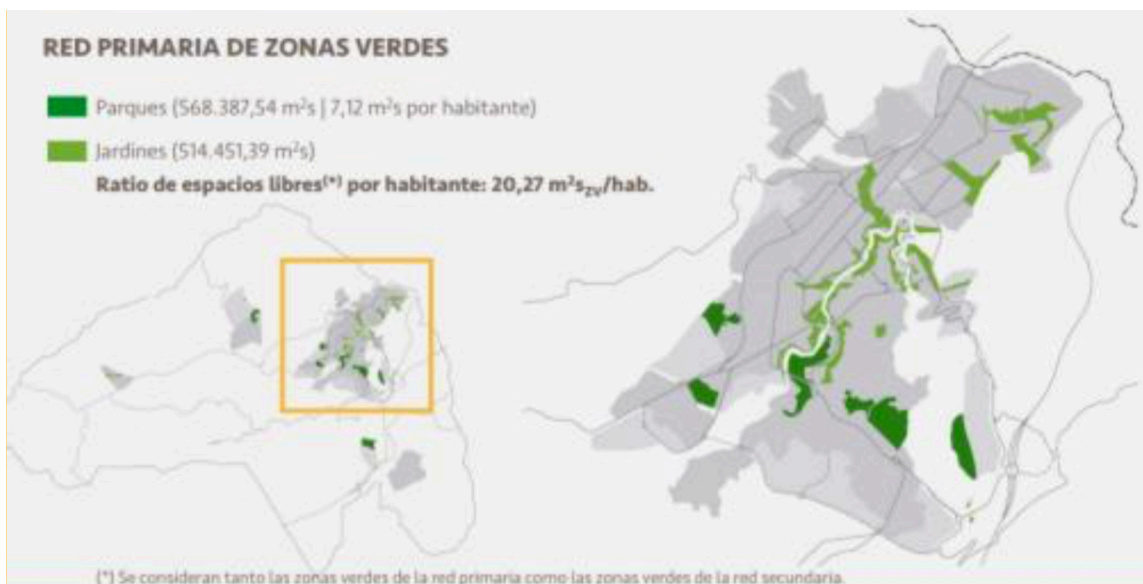 RED PRIMARIA DE ZONAS VERDES
Parques (568.387,54 m²s | 7,12 m²s por habitante)
Jardines (514.451,39 m²s)
Ratio de espacios libres(*) por habitante: 20,27 m²s_ZV/hab.
(*) Se consideran tanto las zonas verdes de la red primaria como las zonas verdes de la red secundaria.